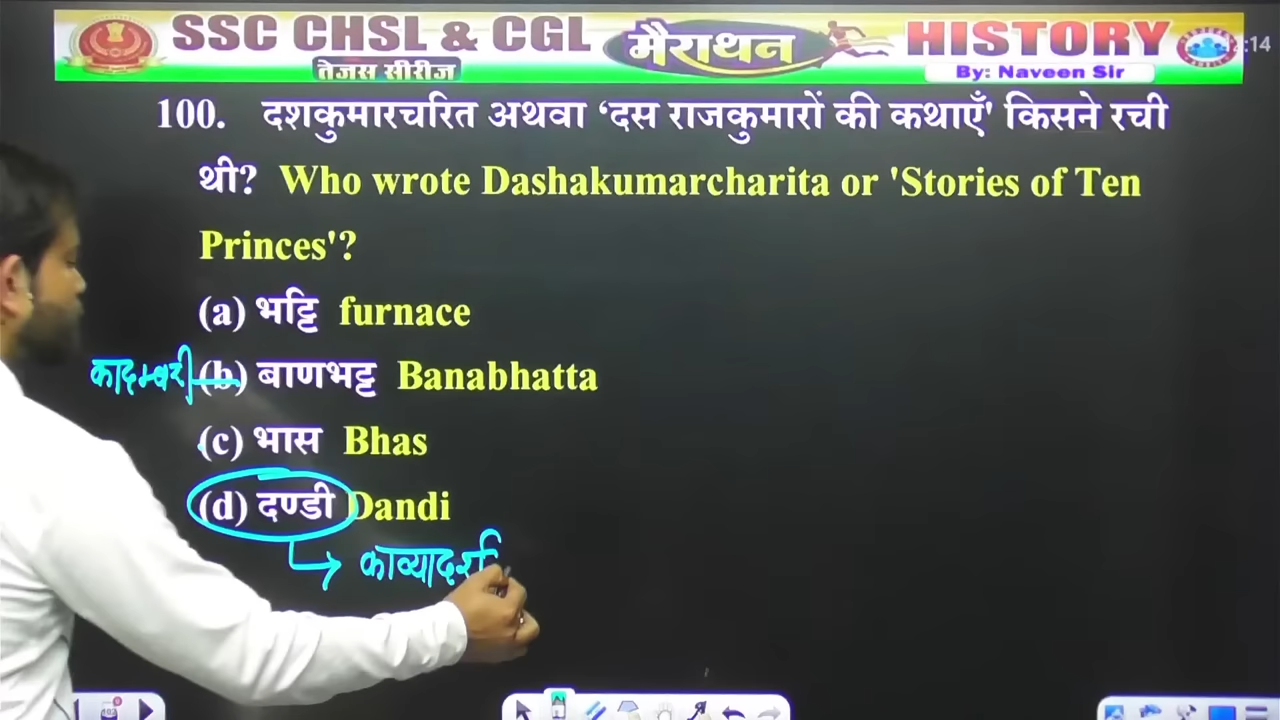 SSC CHSL & CGL मैराथन HISTORY
तेजस सीरीज By: Naveen Sir
:14
100. दशकुमारचरित अथवा ‘दस राजकुमारों की कथाएँ' किसने रची
थी? Who wrote Dashakumarcharita or 'Stories of Ten
Princes'?
(a) भट्टि furnace
कादम्बरी (b) बाणभट्ट Banabhatta
(c) भास Bhas
(d) दण्डी Dandi
काव्यादर्श